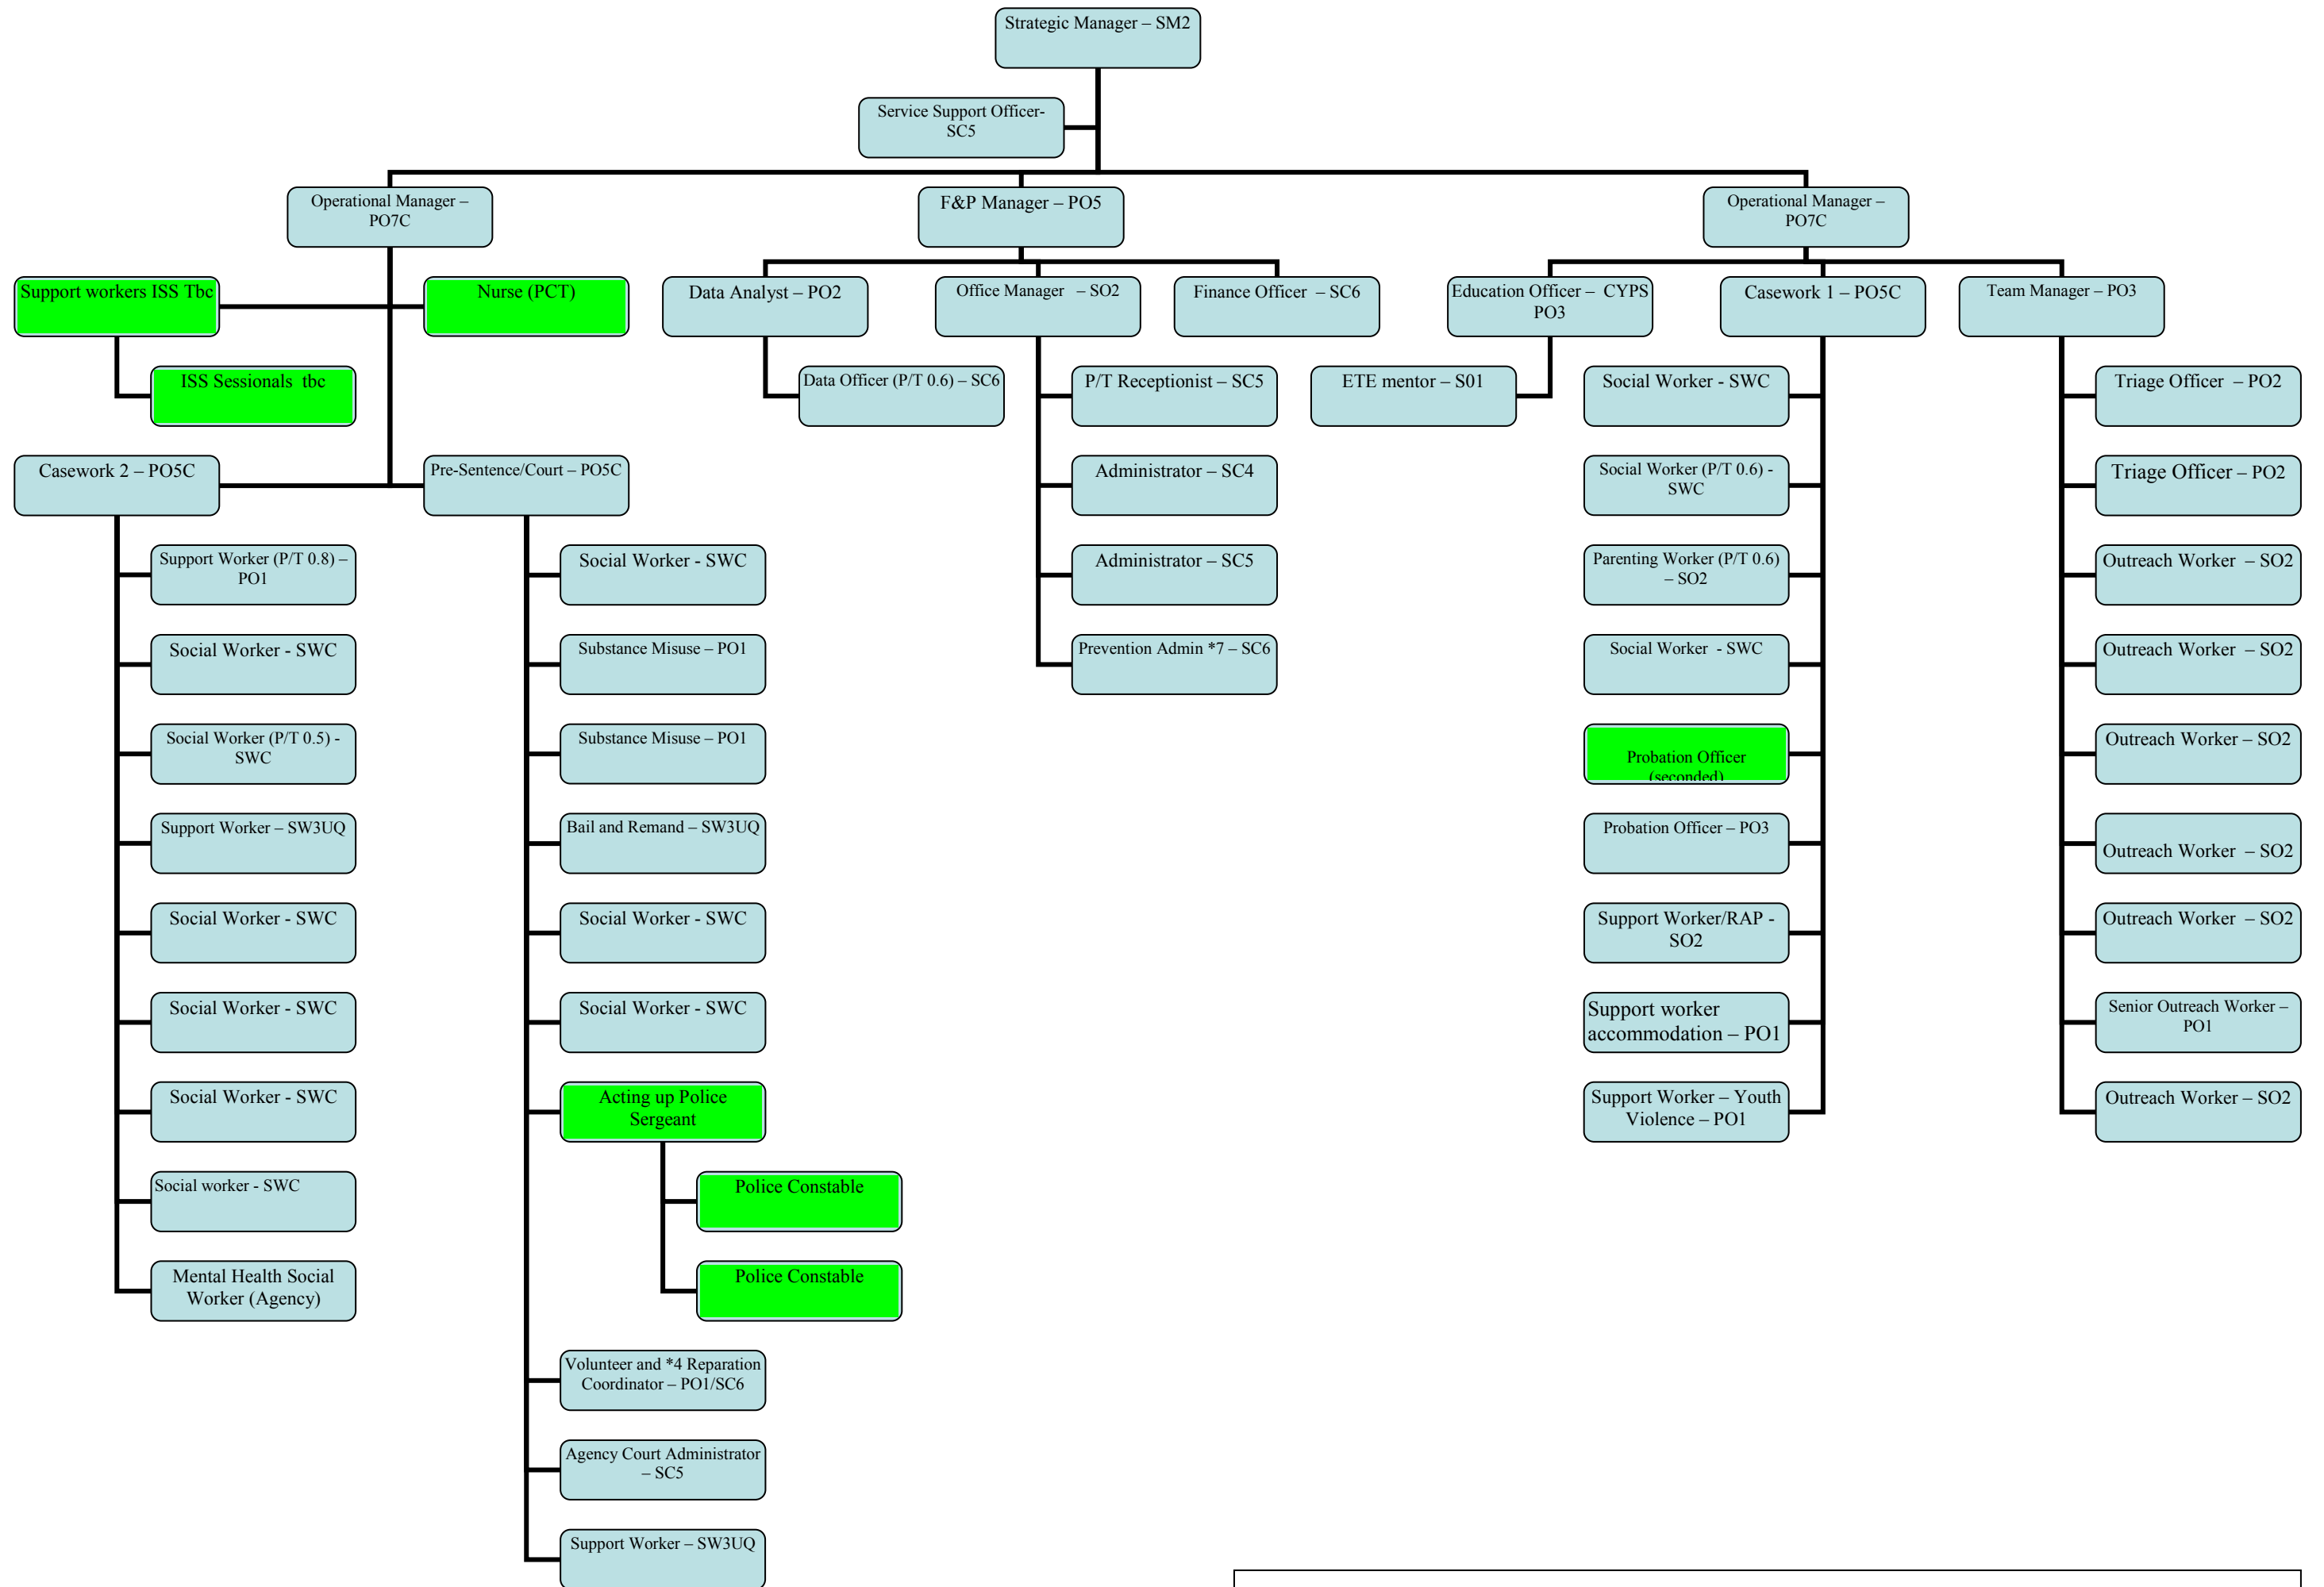 Strategic Manager – SM2
Service Support Officer-
SC5
Operational Manager –
PO7C
F&P Manager – PO5
Operational Manager –
PO7C
Support workers ISS Tbc
Nurse (PCT)
Data Analyst – PO2
Office Manager – SO2
Finance Officer – SC6
Education Officer – CYPS
PO3
Casework 1 – PO5C
Team Manager – PO3
ISS Sessionals tbc
Data Officer (P/T 0.6) – SC6
P/T Receptionist – SC5
ETE mentor – S01
Social Worker - SWC
Triage Officer – PO2
Casework 2 – PO5C
Pre-Sentence/Court – PO5C
Administrator – SC4
Social Worker (P/T 0.6) -
SWC
Triage Officer – PO2
Support Worker (P/T 0.8) –
PO1
Social Worker - SWC
Administrator – SC5
Parenting Worker (P/T 0.6)
– SO2
Outreach Worker – SO2
Social Worker - SWC
Substance Misuse – PO1
Prevention Admin *7 – SC6
Social Worker - SWC
Outreach Worker – SO2
Social Worker (P/T 0.5) -
SWC
Substance Misuse – PO1
Probation Officer
(seconded)
Outreach Worker – SO2
Support Worker – SW3UQ
Bail and Remand – SW3UQ
Probation Officer – PO3
Outreach Worker – SO2
Social Worker - SWC
Social Worker - SWC
Support Worker/RAP -
SO2
Outreach Worker – SO2
Social Worker - SWC
Social Worker - SWC
Support worker
accommodation – PO1
Senior Outreach Worker –
PO1
Social Worker - SWC
Acting up Police
Sergeant
Support Worker – Youth
Violence – PO1
Outreach Worker – SO2
Social worker - SWC
Police Constable
Mental Health Social
Worker (Agency)
Police Constable
Volunteer and *4 Reparation
Coordinator – PO1/SC6
Agency Court Administrator
– SC5
Support Worker – SW3UQ